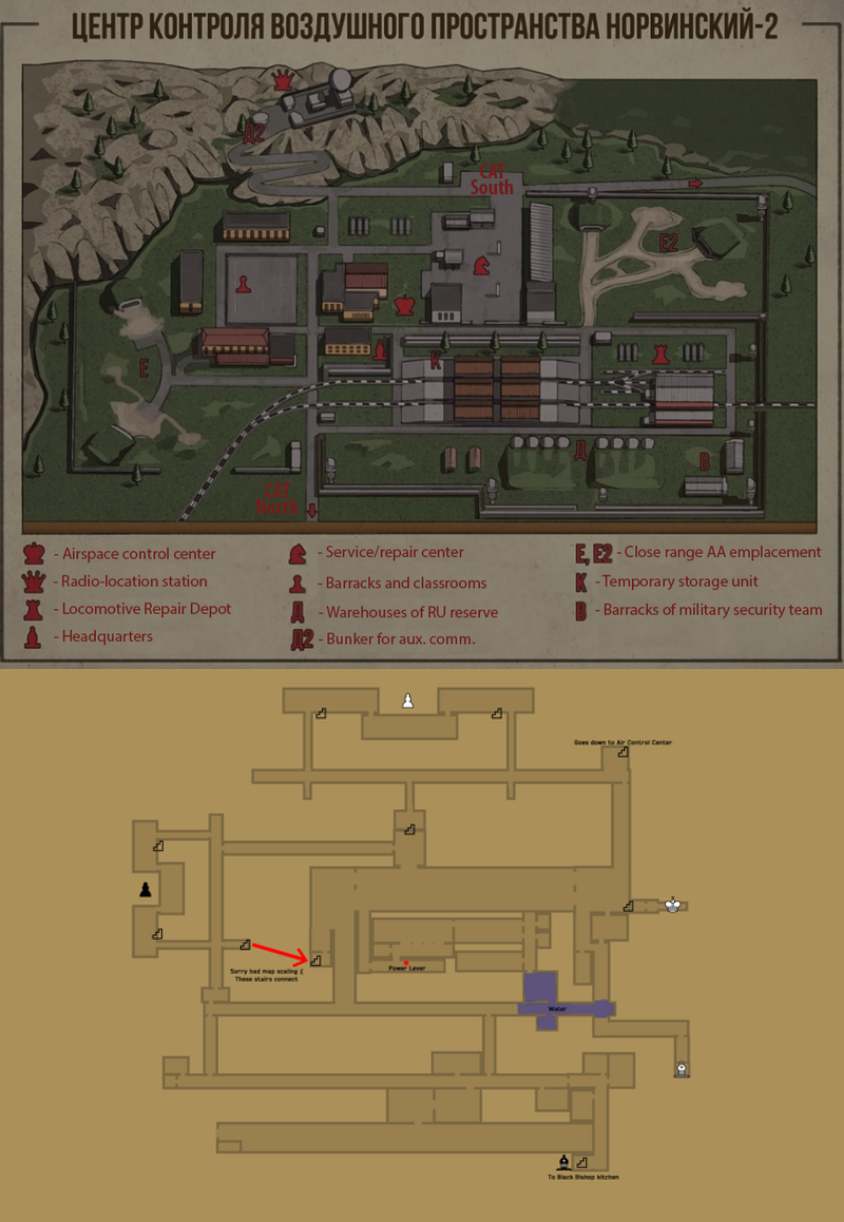 ЦЕНТР КОНТРОЛЯ ВОЗДУШНОГО ПРОСТРАНСТВА НОРВИНСКИЙ-2
Д2
CAT
South
E2
E
К
Д
В
CAT
North
- Airspace control center
- Radio-location station
- Locomotive Repair Depot
- Headquarters
- Service/repair center
- Barracks and classrooms
Д - Warehouses of RU reserve
Д2 - Bunker for aux. comm.
E, E2 - Close range AA emplacement
К - Temporary storage unit
В - Barracks of military security team
Goes down to Air Control Center
Sorry bad map scaling :(
These stairs connect
Power Lever
Water
To Black Bishop kitchen